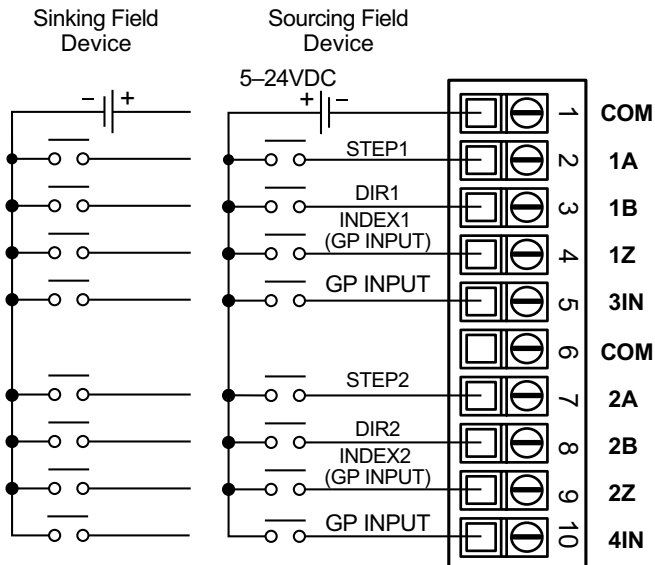 Sinking Field
Device
Sourcing Field
Device
5–24VDC
– +
+ –
1 COM
STEP1 2 1A
DIR1 3 1B
INDEX1
(GP INPUT) 4 1Z
GP INPUT 5 3IN
6 COM
STEP2 7 2A
DIR2 8 2B
INDEX2
(GP INPUT) 9 2Z
GP INPUT 10 4IN